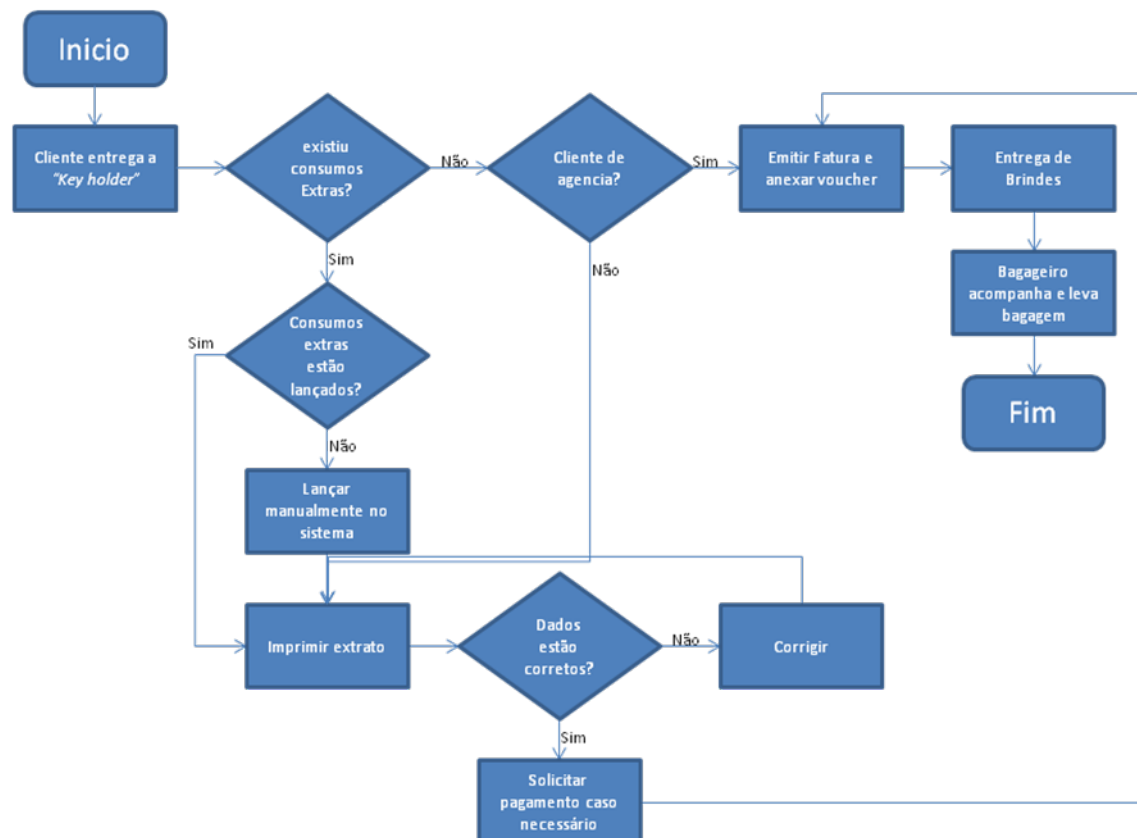 Inicio
Cliente entrega a
"Key holder"
existiu
consumos
Extras?
Não
Cliente de
agencia?
Sim
Emitir Fatura e
anexar voucher
Entrega de
Brindes
Bagageiro
acompanha e leva
bagagem
Fim
Sim
Não
Consumos
extras
estão
lançados?
Sim
Não
Lançar
manualmente no
sistema
Imprimir extrato
Dados
estão
corretos?
Não
Corrigir
Sim
Solicitar
pagamento caso
necessário